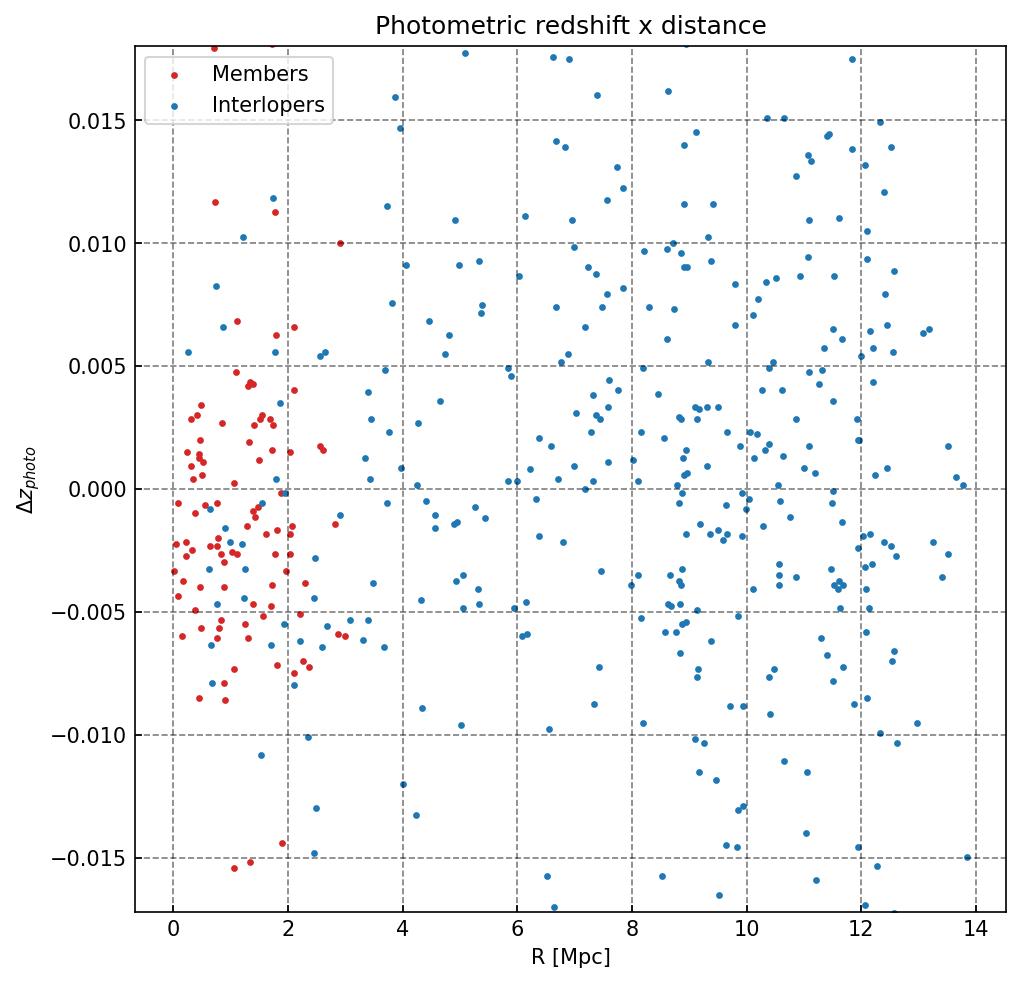 Photometric redshift x distance
Members
Interlopers
0.015
0.010
0.005
0.000
−0.005
−0.010
−0.015
Δz_photo
0 2 4 6 8 10 12 14
R [Mpc]